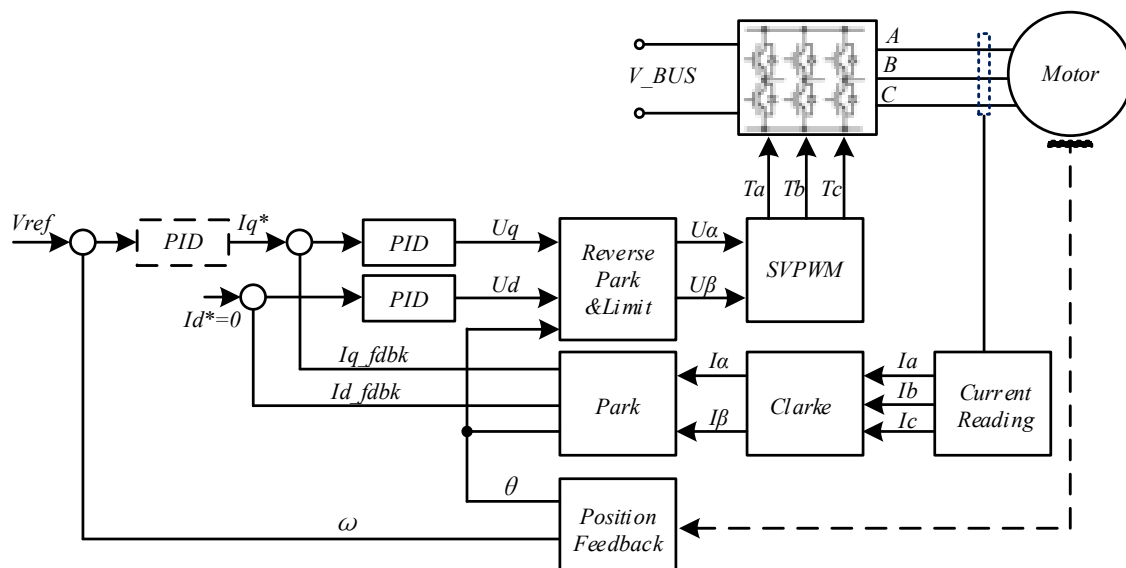 A
V_BUS
B
Motor
C
Ta
Tb
Tc
Vref
PID
Iq*
PID
Uq
Reverse
Park
&Limit
Uα
SVPWM
Id*=0
PID
Ud
Uβ
Iq_fdbk
Id_fdbk
Park
Iα
Iβ
Clarke
Ia
Ib
Ic
Current
Reading
θ
ω
Position
Feedback